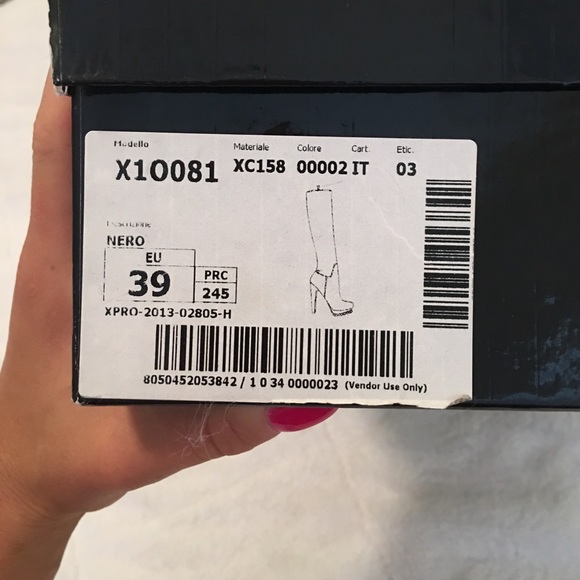 Modello Materiale Colore Cart. Etic.
X10081 XC158 00002 IT 03
NERO
EU
39 PRC
245
XPRO-2013-02805-H
8050452053842 / 1 0 34 0000023 (Vendor Use Only)